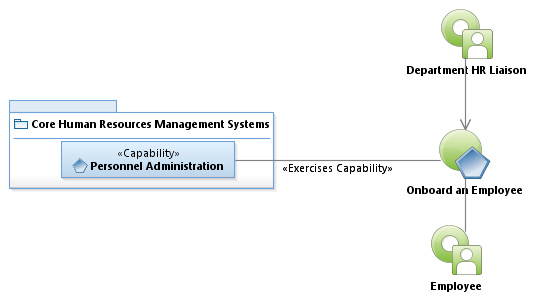 Department HR Liaison
Core Human Resources Management Systems
«Capability»
Personnel Administration
«Exercises Capability»
Onboard an Employee
Employee